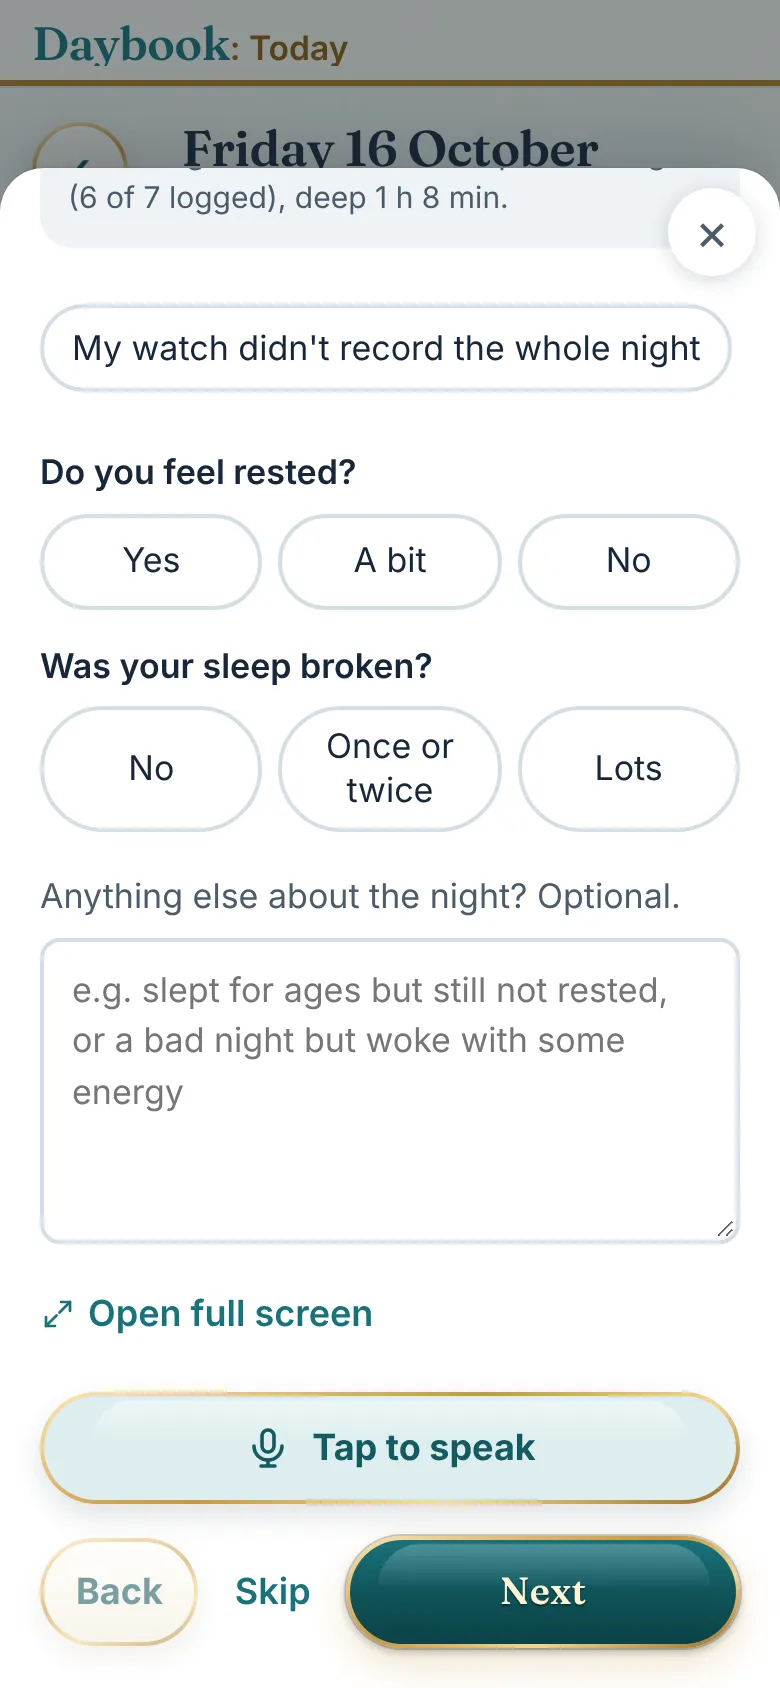 Daybook: Today
Friday 16 October
(6 of 7 logged), deep 1 h 8 min.
My watch didn't record the whole night
Do you feel rested?
Yes
A bit
No
Was your sleep broken?
No
Once or
twice
Lots
Anything else about the night? Optional.
e.g. slept for ages but still not rested,
or a bad night but woke with some
energy
Open full screen
Tap to speak
Back
Skip
Next